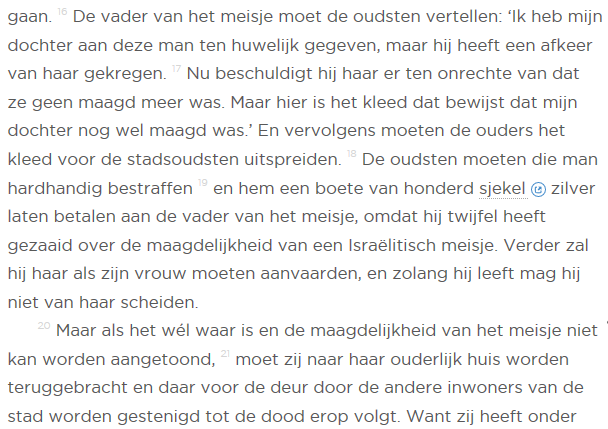 gaan. 16 De vader van het meisje moet de oudsten vertellen: ‘Ik heb mijn
dochter aan deze man ten huwelijk gegeven, maar hij heeft een afkeer
van haar gekregen. 17 Nu beschuldigt hij haar er ten onrechte van dat
ze geen maagd meer was. Maar hier is het kleed dat bewijst dat mijn
dochter nog wel maagd was.’ En vervolgens moeten de ouders het
kleed voor de stadsoudsten uitspreiden. 18 De oudsten moeten die man
hardhandig bestraffen 19 en hem een boete van honderd sjekel zilver
laten betalen aan de vader van het meisje, omdat hij twijfel heeft
gezaaid over de maagdelijkheid van een Israëlitisch meisje. Verder zal
hij haar als zijn vrouw moeten aanvaarden, en zolang hij leeft mag hij
niet van haar scheiden.
20 Maar als het wél waar is en de maagdelijkheid van het meisje niet
kan worden aangetoond, 21 moet zij naar haar ouderlijk huis worden
teruggebracht en daar voor de deur door de andere inwoners van de
stad worden gestenigd tot de dood erop volgt. Want zij heeft onder